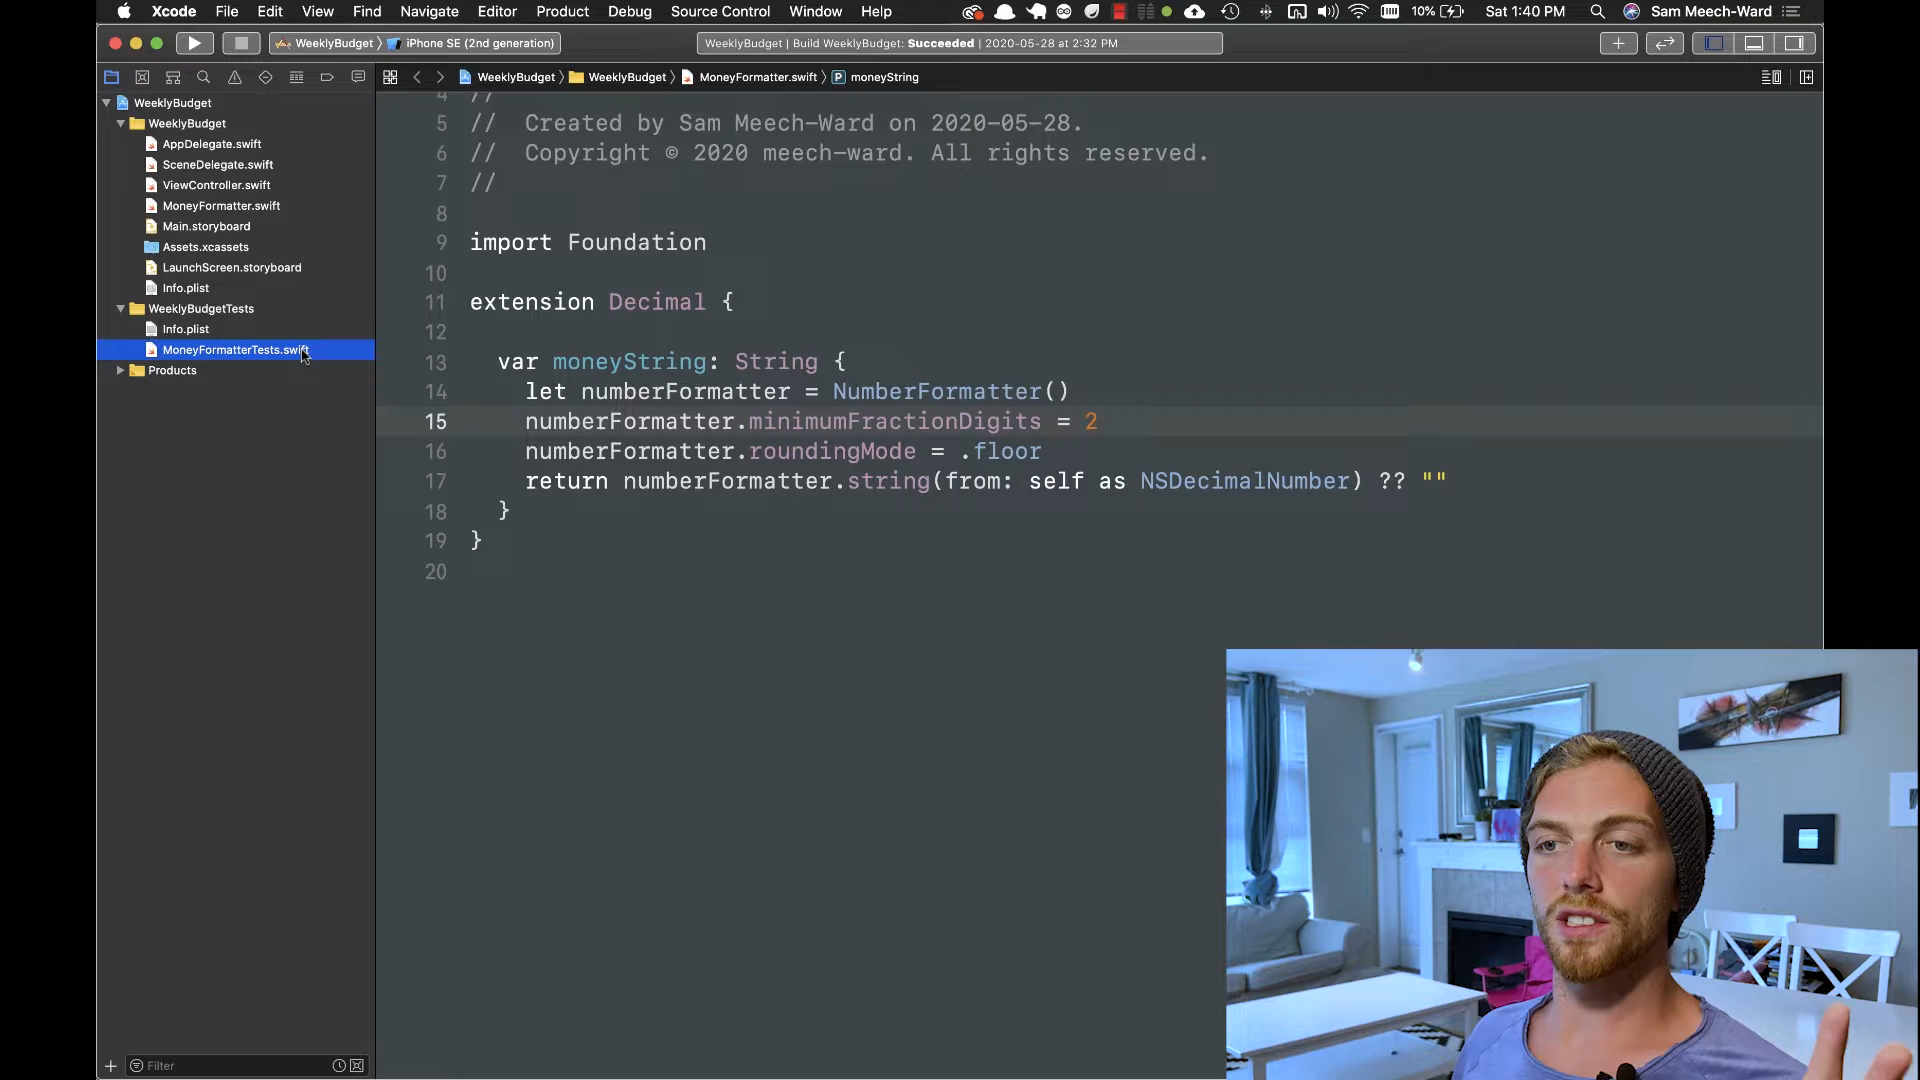 Xcode File Edit View Find Navigate Editor Product Debug Source Control Window Help 10% Sat 1:40 PM Sam Meech-Ward
WeeklyBudget iPhone SE (2nd generation) WeeklyBudget | Build WeeklyBudget: Succeeded | 2020-05-28 at 2:32 PM
WeeklyBudget WeeklyBudget MoneyFormatter.swift P moneyString
WeeklyBudget
WeeklyBudget
AppDelegate.swift
SceneDelegate.swift
ViewController.swift
MoneyFormatter.swift
Main.storyboard
Assets.xcassets
LaunchScreen.storyboard
Info.plist
WeeklyBudgetTests
Info.plist
MoneyFormatterTests.swift
Products
Filter
4 //
5 // Created by Sam Meech-Ward on 2020-05-28.
6 // Copyright © 2020 meech-ward. All rights reserved.
7 //
8
9 import Foundation
10
11 extension Decimal {
12
13 var moneyString: String {
14 let numberFormatter = NumberFormatter()
15 numberFormatter.minimumFractionDigits = 2
16 numberFormatter.roundingMode = .floor
17 return numberFormatter.string(from: self as NSDecimalNumber) ?? ""
18 }
19 }
20